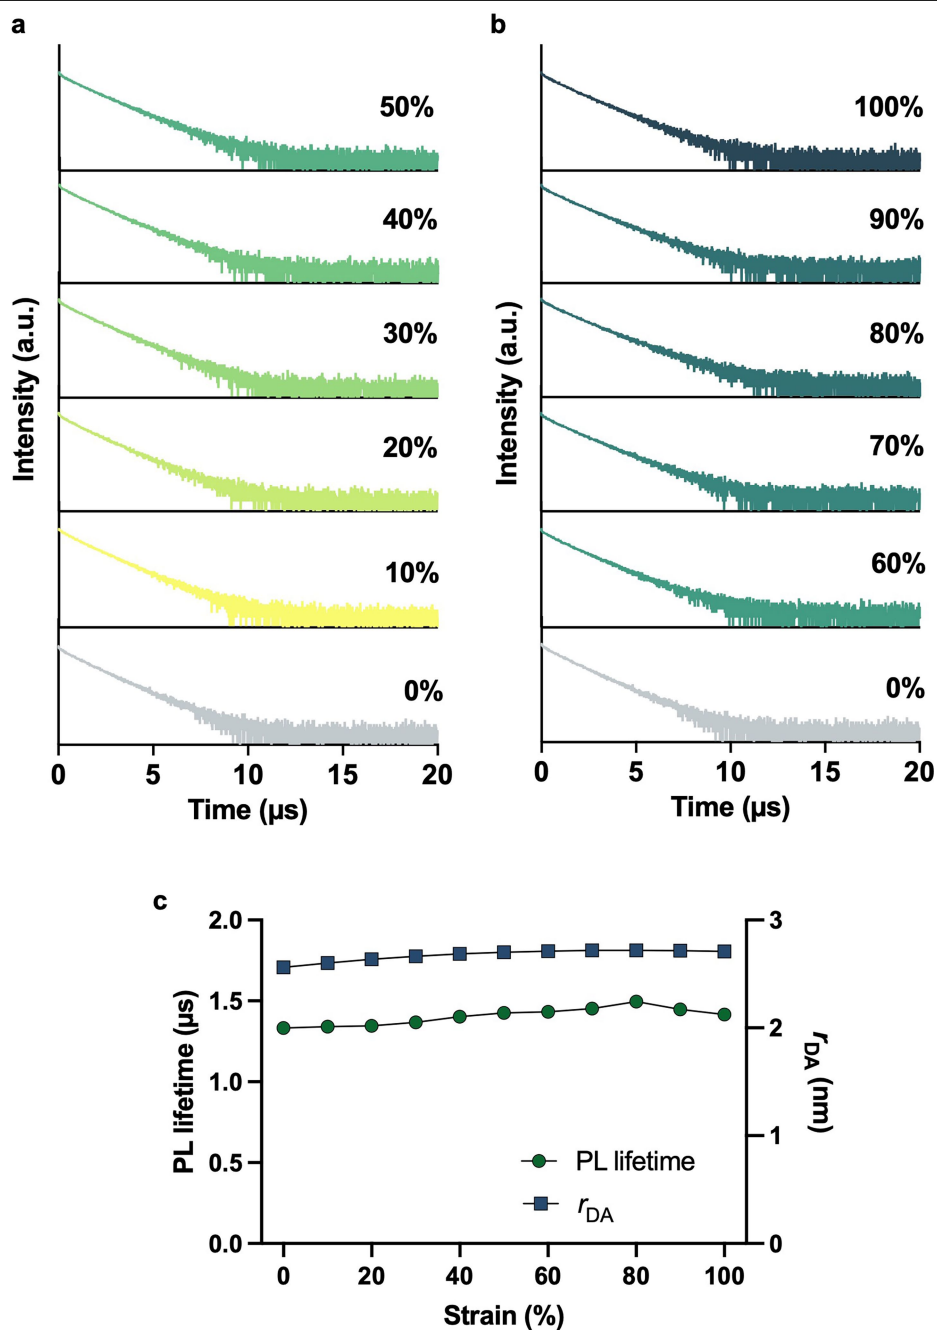 a
50%
40%
30%
20%
10%
0%
Intensity (a.u.)
0 5 10 15 20
Time (µs)
b
100%
90%
80%
70%
60%
0%
Intensity (a.u.)
0 5 10 15 20
Time (µs)
c
2.0
1.5
1.0
0.5
0.0
PL lifetime (µs)
3
2
1
0
rDA (nm)
PL lifetime
rDA
0 20 40 60 80 100
Strain (%)